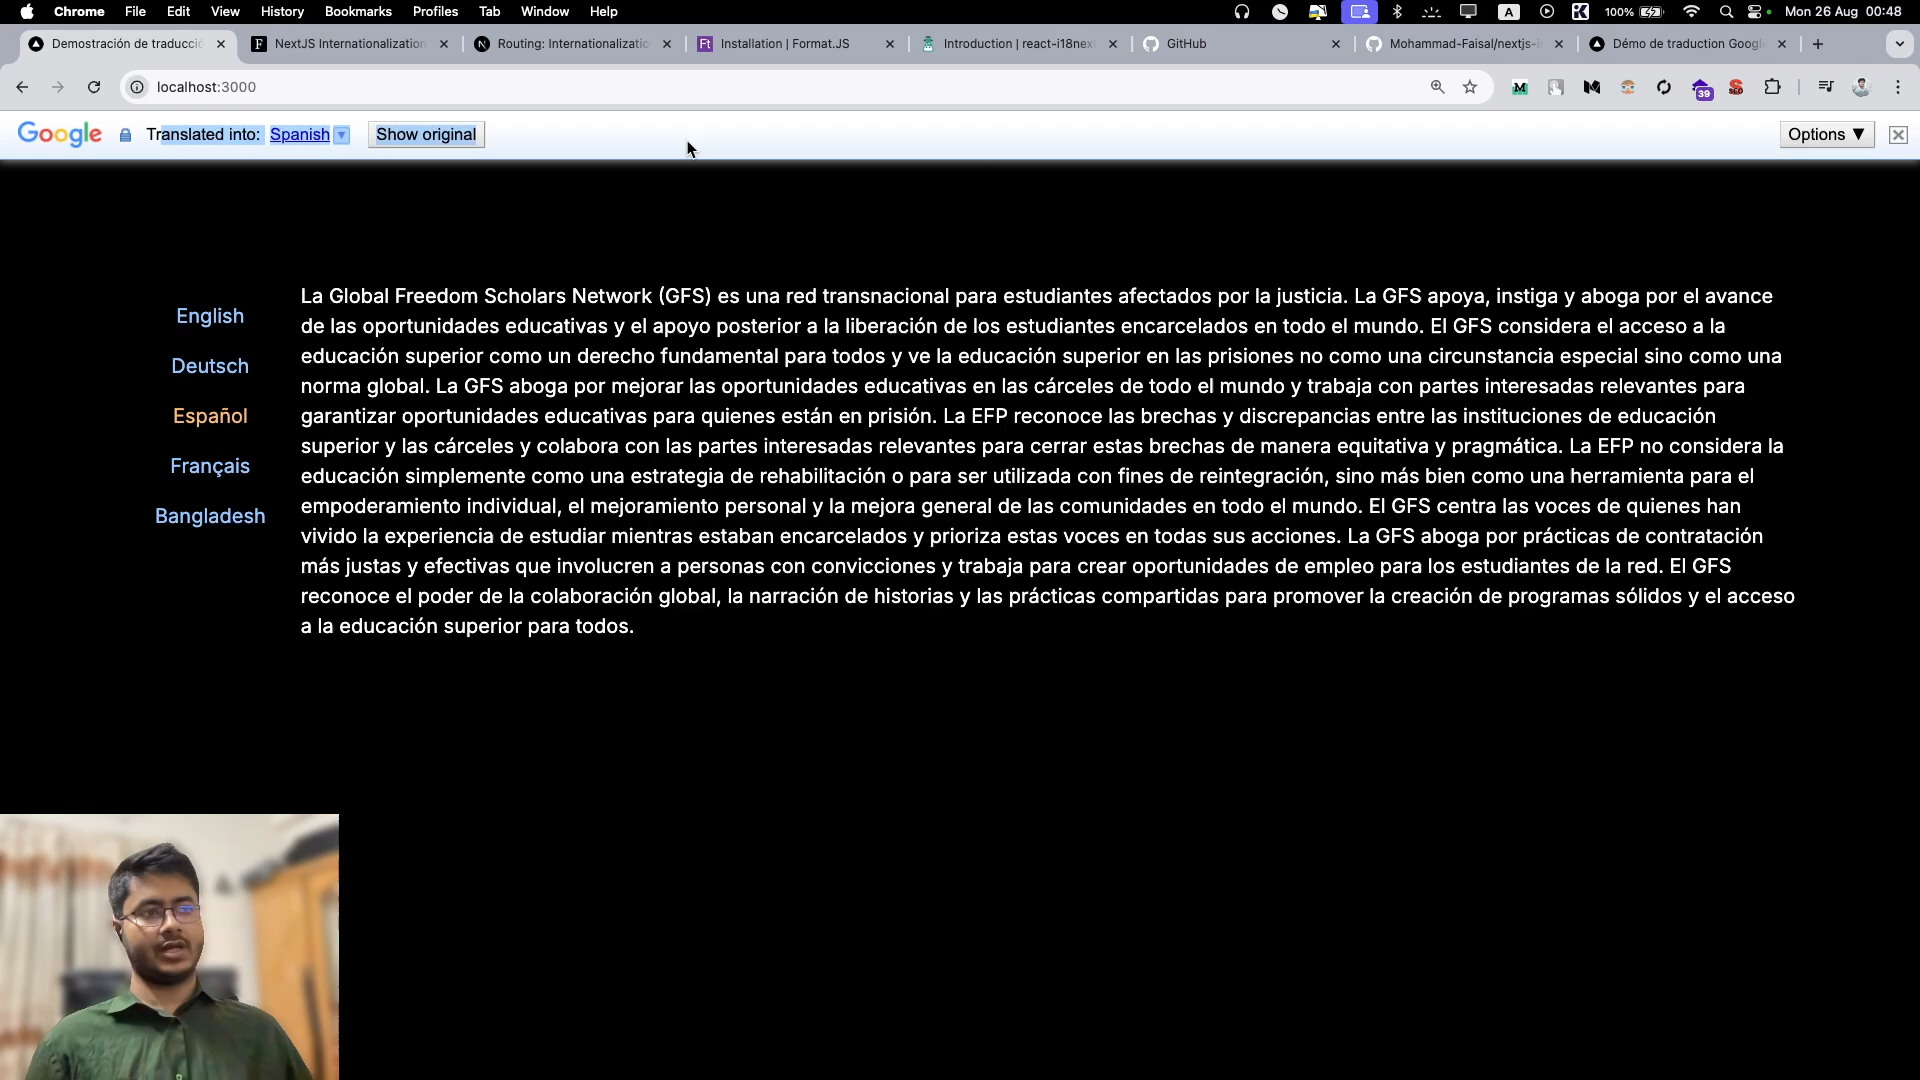 Chrome File Edit View History Bookmarks Profiles Tab Window Help
A 100% Mon 26 Aug 00:48
Demostración de traducci
NextJS Internationalization
Routing: Internationalizatio
Ft Installation | Format.JS
Introduction | react-i18nex
GitHub
Mohammad-Faisal/nextjs-i
Démo de traduction Googl
localhost:3000
39
SEO
Google Translated into: Spanish ▼ Show original
Options ▼
English
Deutsch
Español
Français
Bangladesh
La Global Freedom Scholars Network (GFS) es una red transnacional para estudiantes afectados por la justicia. La GFS apoya, instiga y aboga por el avance
de las oportunidades educativas y el apoyo posterior a la liberación de los estudiantes encarcelados en todo el mundo. El GFS considera el acceso a la
educación superior como un derecho fundamental para todos y ve la educación superior en las prisiones no como una circunstancia especial sino como una
norma global. La GFS aboga por mejorar las oportunidades educativas en las cárceles de todo el mundo y trabaja con partes interesadas relevantes para
garantizar oportunidades educativas para quienes están en prisión. La EFP reconoce las brechas y discrepancias entre las instituciones de educación
superior y las cárceles y colabora con las partes interesadas relevantes para cerrar estas brechas de manera equitativa y pragmática. La EFP no considera la
educación simplemente como una estrategia de rehabilitación o para ser utilizada con fines de reintegración, sino más bien como una herramienta para el
empoderamiento individual, el mejoramiento personal y la mejora general de las comunidades en todo el mundo. El GFS centra las voces de quienes han
vivido la experiencia de estudiar mientras estaban encarcelados y prioriza estas voces en todas sus acciones. La GFS aboga por prácticas de contratación
más justas y efectivas que involucren a personas con convicciones y trabaja para crear oportunidades de empleo para los estudiantes de la red. El GFS
reconoce el poder de la colaboración global, la narración de historias y las prácticas compartidas para promover la creación de programas sólidos y el acceso
a la educación superior para todos.